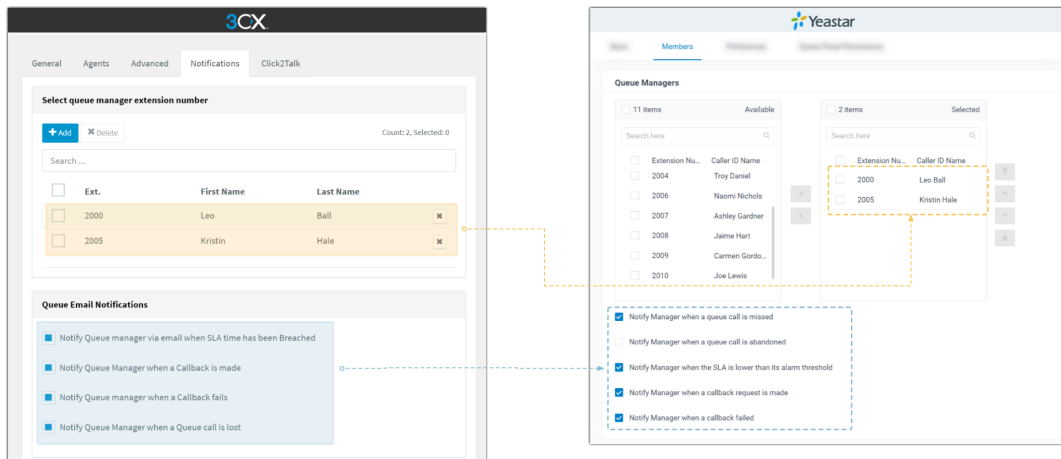 3CX
General Agents Advanced Notifications Click2Talk
Select queue manager extension number
Add Delete Count: 2, Selected: 0
Search ...
Ext. First Name Last Name
2000 Leo Ball
2005 Kristin Hale
Queue Email Notifications
Notify Queue manager via email when SLA time has been Breached
Notify Queue Manager when a Callback is made
Notify Queue manager when a Callback fails
Notify Queue Manager when a Queue call is lost
Yeastar
Members
Queue Managers
11 items Available
Search here
Extension Nu... Caller ID Name
2004 Troy Daniel
2006 Naomi Nichols
2007 Ashley Gardner
2008 Jaime Hart
2009 Carmen Gordo...
2010 Joe Lewis
2 items Selected
Search here
Extension Nu... Caller ID Name
2000 Leo Ball
2005 Kristin Hale
Notify Manager when a queue call is missed
Notify Manager when a queue call is abandoned
Notify Manager when the SLA is lower than its alarm threshold
Notify Manager when a callback request is made
Notify Manager when a callback failed